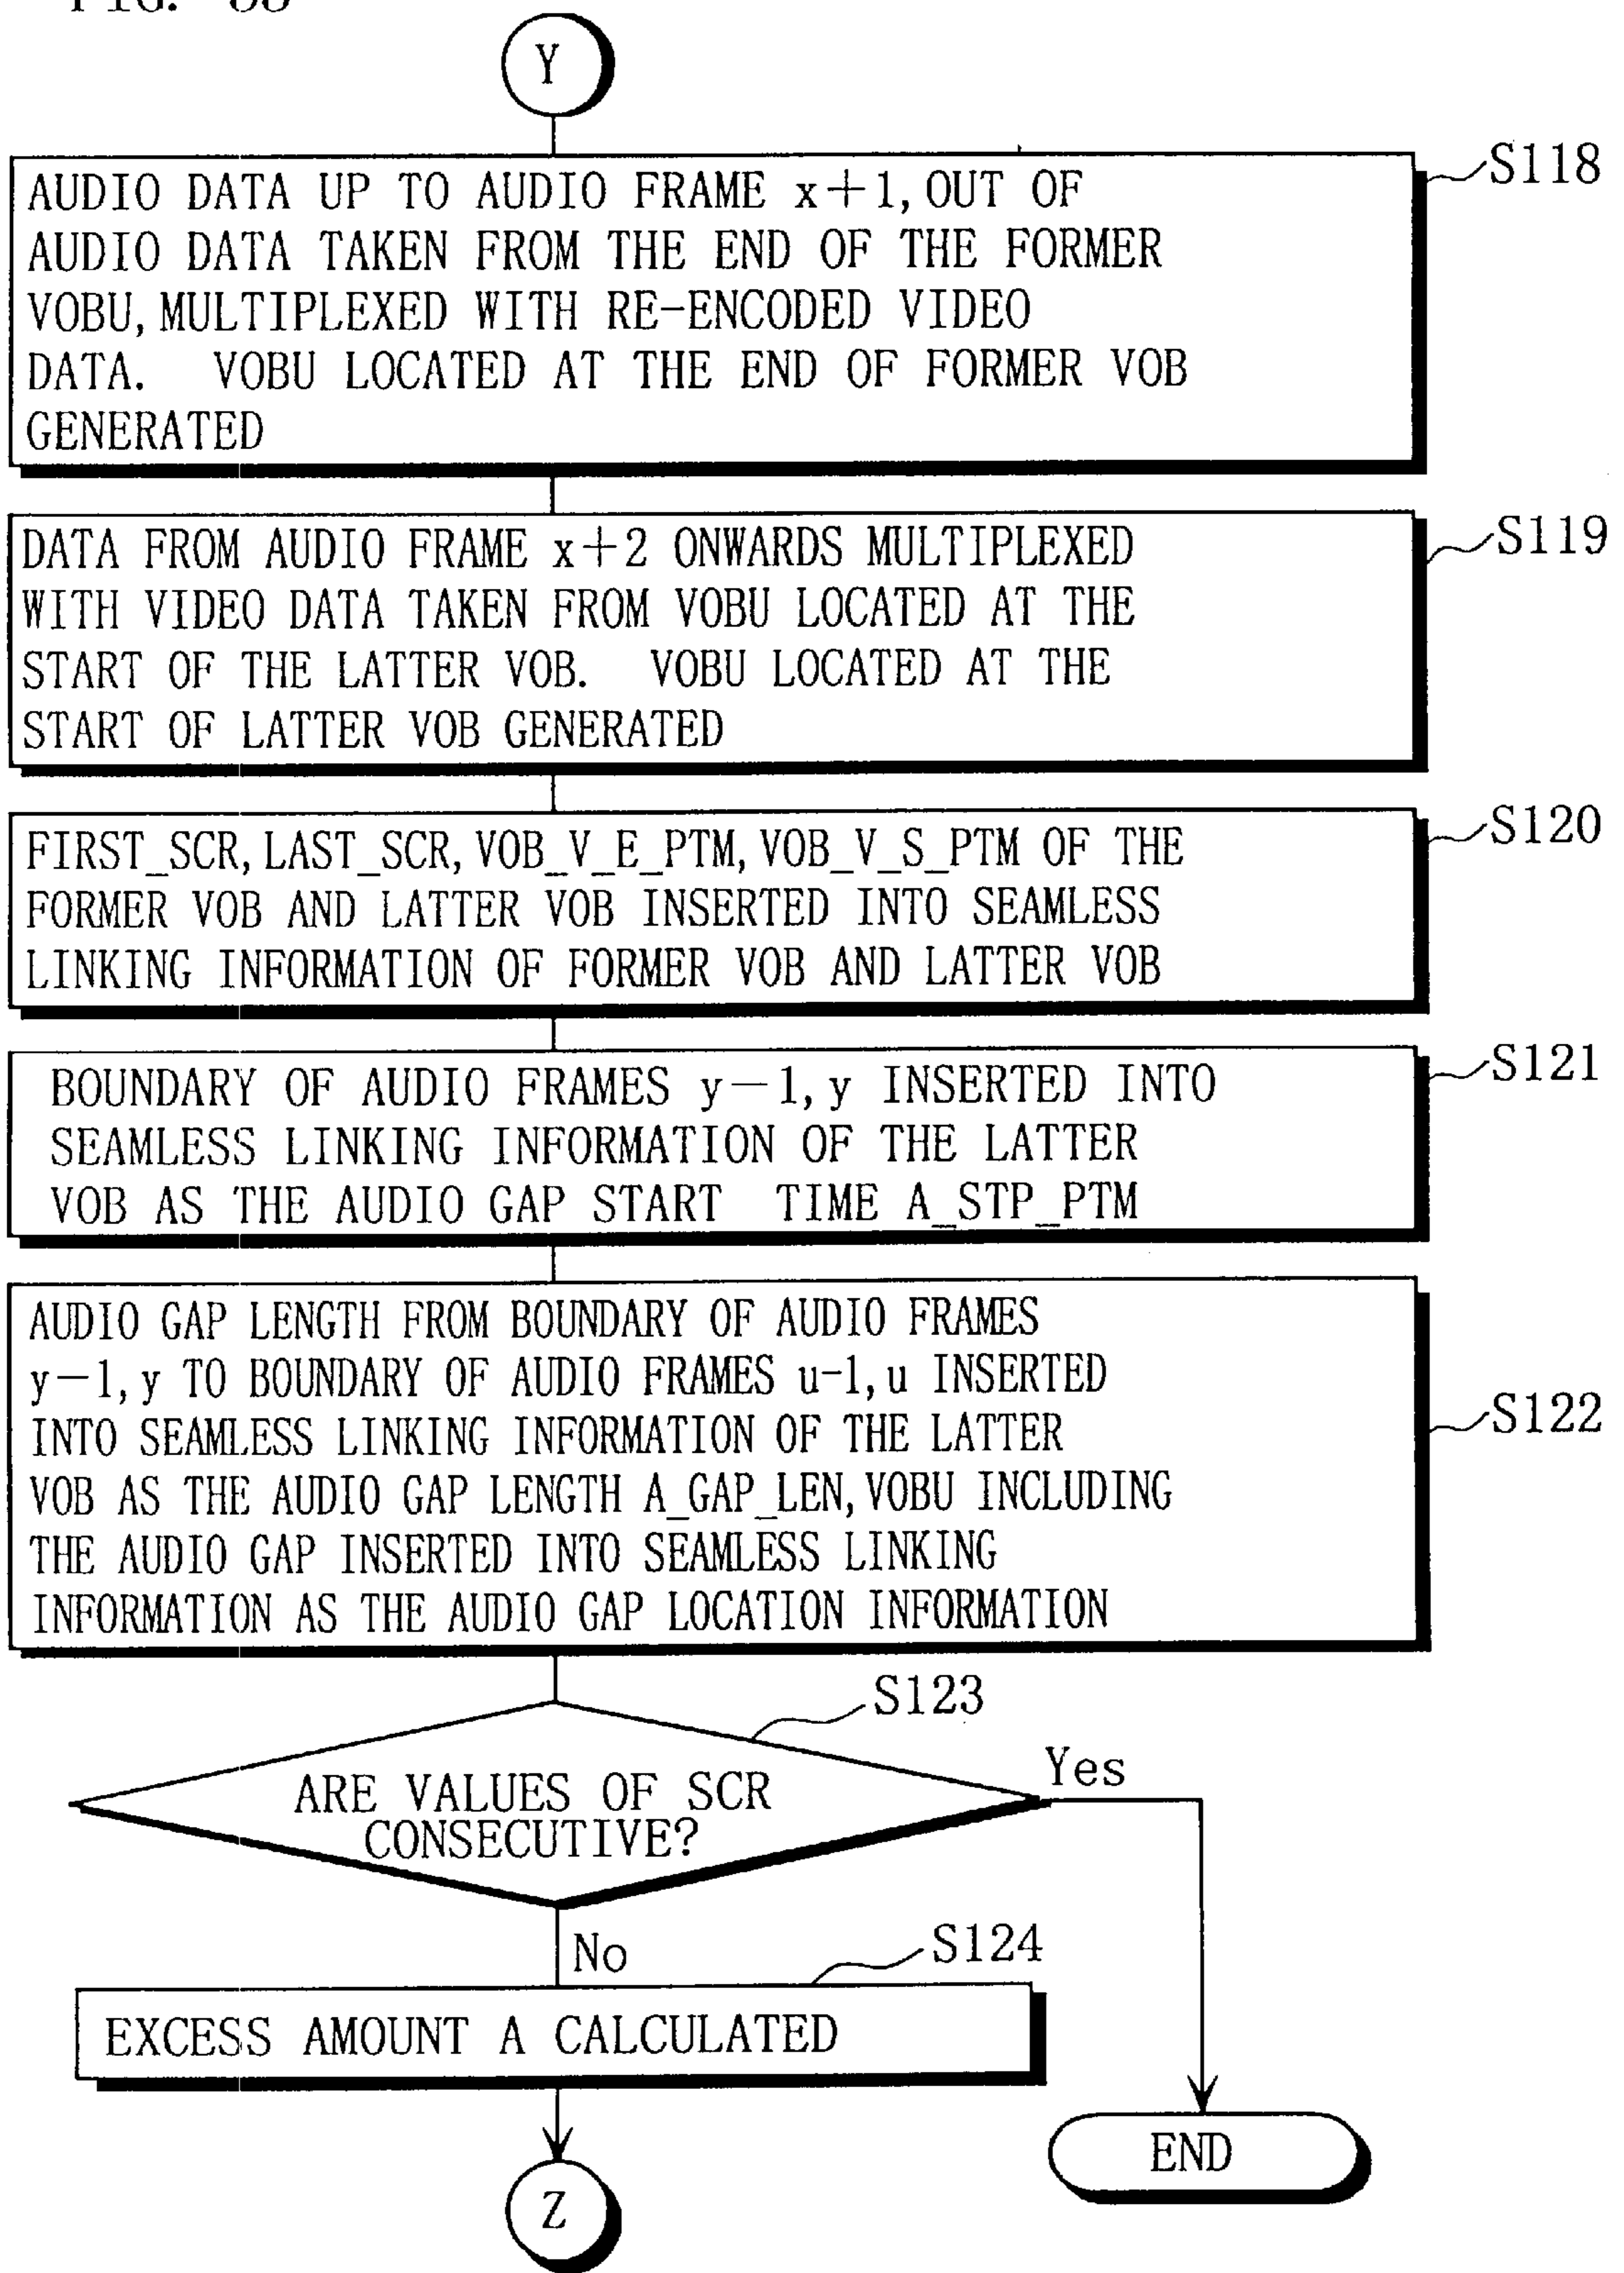 FIG.
Y
S118
AUDIO DATA UP TO AUDIO FRAME x+1, OUT OF
AUDIO DATA TAKEN FROM THE END OF THE FORMER
VOBU, MULTIPLEXED WITH RE-ENCODED VIDEO
DATA. VOBU LOCATED AT THE END OF FORMER VOB
GENERATED
S119
DATA FROM AUDIO FRAME x+2 ONWARDS MULTIPLEXED
WITH VIDEO DATA TAKEN FROM VOBU LOCATED AT THE
START OF THE LATTER VOB. VOBU LOCATED AT THE
START OF LATTER VOB GENERATED
S120
FIRST_SCR, LAST_SCR, VOB_V_E_PTM, VOB_V_S_PTM OF THE
FORMER VOB AND LATTER VOB INSERTED INTO SEAMLESS
LINKING INFORMATION OF FORMER VOB AND LATTER VOB
S121
BOUNDARY OF AUDIO FRAMES y-1, y INSERTED INTO
SEAMLESS LINKING INFORMATION OF THE LATTER
VOB AS THE AUDIO GAP START TIME A_STP_PTM
S122
AUDIO GAP LENGTH FROM BOUNDARY OF AUDIO FRAMES
y-1, y TO BOUNDARY OF AUDIO FRAMES u-1, u INSERTED
INTO SEAMLESS LINKING INFORMATION OF THE LATTER
VOB AS THE AUDIO GAP LENGTH A_GAP_LEN, VOBU INCLUDING
THE AUDIO GAP INSERTED INTO SEAMLESS LINKING
INFORMATION AS THE AUDIO GAP LOCATION INFORMATION
S123
ARE VALUES OF SCR
CONSECUTIVE?
Yes
No
S124
EXCESS AMOUNT A CALCULATED
END
Z